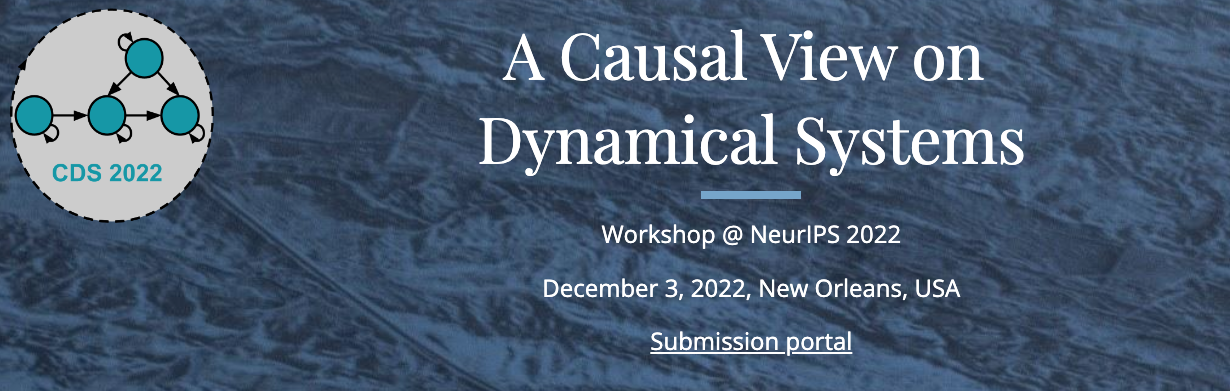 CDS 2022
A Causal View on
Dynamical Systems
Workshop @ NeurIPS 2022
December 3, 2022, New Orleans, USA
Submission portal